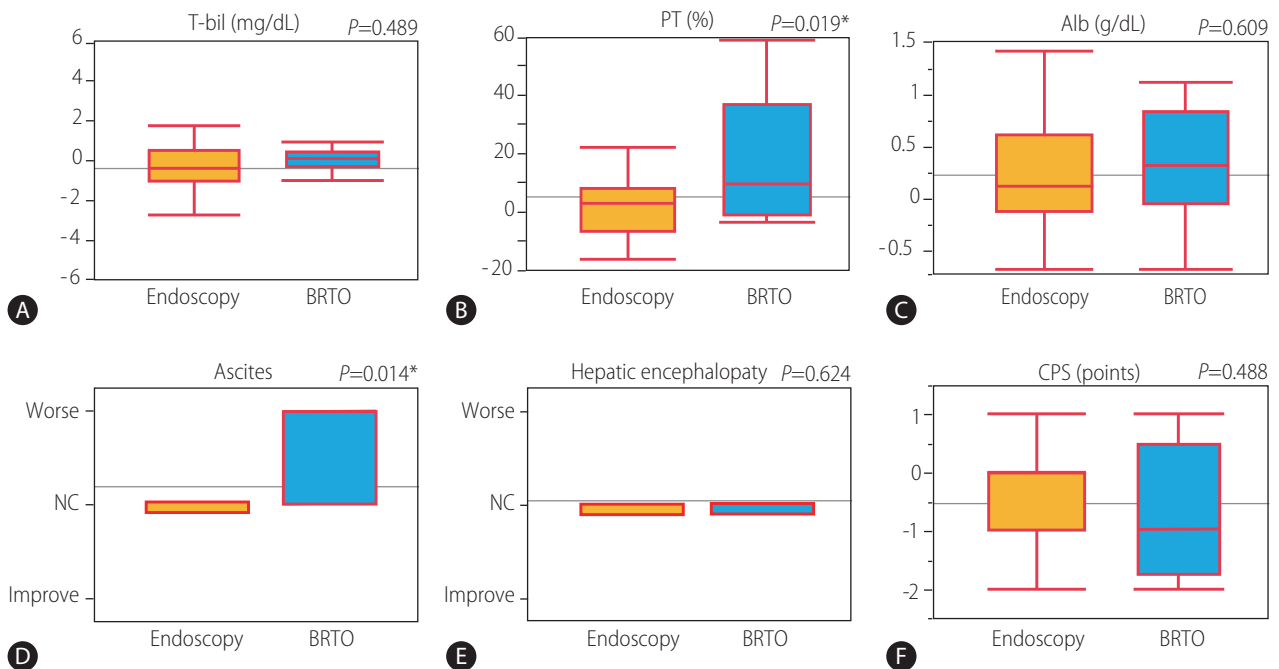 T-bil (mg/dL)
P=0.489
6
4
2
0
-2
-4
-6
Endoscopy
BRTO
A
PT (%)
P=0.019*
60
40
20
0
-20
Endoscopy
BRTO
B
Alb (g/dL)
P=0.609
1.5
1
0.5
0
-0.5
Endoscopy
BRTO
C
Ascites
P=0.014*
Worse
NC
Improve
Endoscopy
BRTO
D
Hepatic encephalopaty
P=0.624
Worse
NC
Improve
Endoscopy
BRTO
E
CPS (points)
P=0.488
1
0
-1
-2
Endoscopy
BRTO
F